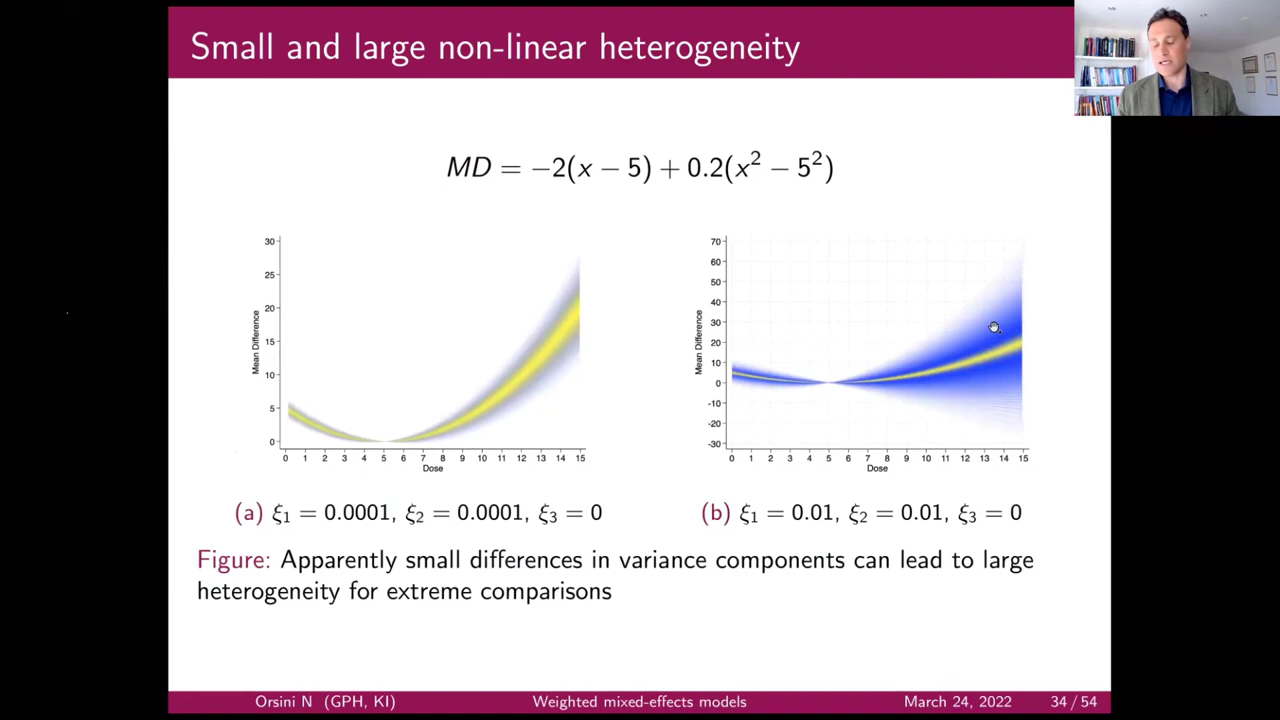 Small and large non-linear heterogeneity
MD = −2(x − 5) + 0.2(x² − 5²)
30
25
20
15
10
5
0
Mean Difference
0 1 2 3 4 5 6 7 8 9 10 11 12 13 14 15
Dose
70
60
50
40
30
20
10
0
-10
-20
-30
Mean Difference
0 1 2 3 4 5 6 7 8 9 10 11 12 13 14 15
Dose
(a) ξ₁ = 0.0001, ξ₂ = 0.0001, ξ₃ = 0
(b) ξ₁ = 0.01, ξ₂ = 0.01, ξ₃ = 0
Figure: Apparently small differences in variance components can lead to large
heterogeneity for extreme comparisons
Orsini N (GPH, KI) Weighted mixed-effects models March 24, 2022 34 / 54